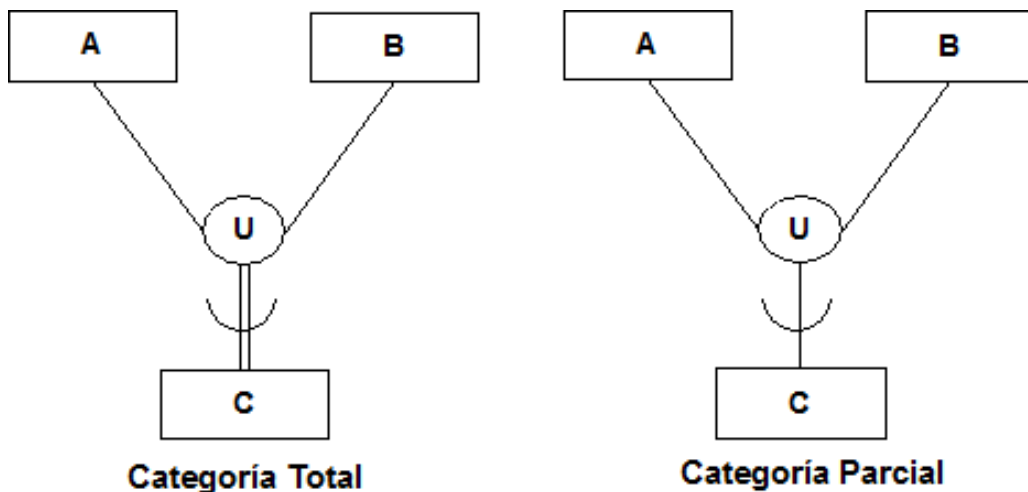 A B
U
C
Categoría Total
A B
U
C
Categoría Parcial